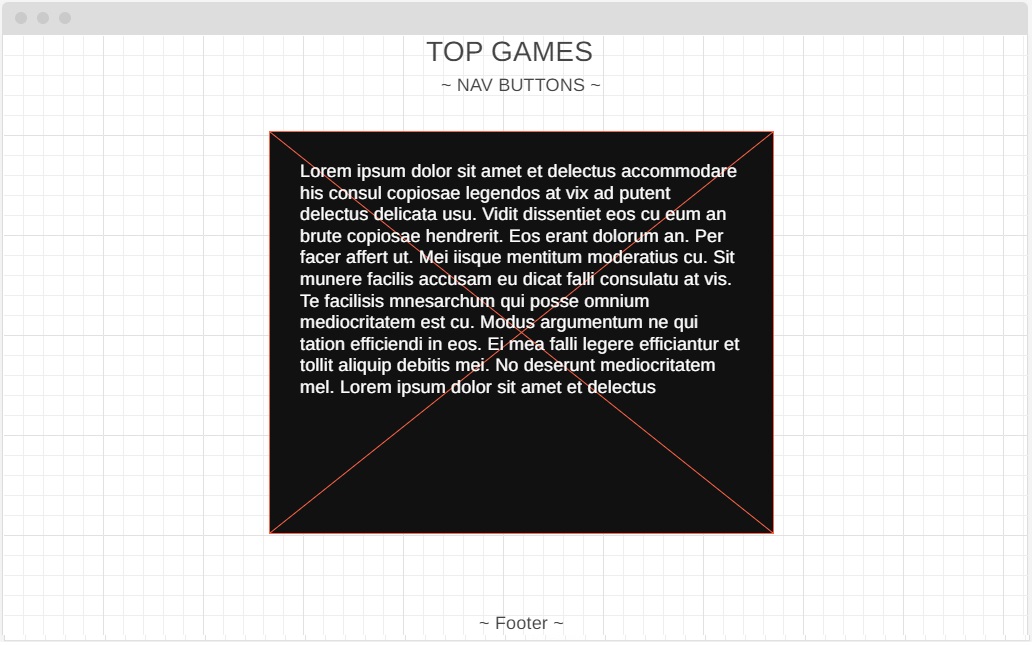 TOP GAMES
~ NAV BUTTONS ~
Lorem ipsum dolor sit amet et delectus accommodare
his consul copiosae legendos at vix ad putent
delectus delicata usu. Vidit dissentiet eos cu eum an
brute copiosae hendrerit. Eos erant dolorum an. Per
facer affert ut. Mei iisque mentitum moderatius cu. Sit
munere facilis accusam eu dicat falli consulatu at vis.
Te facilisis mnesarchum qui posse omnium
mediocritatem est cu. Modus argumentum ne qui
tation efficiendi in eos. Ei mea falli legere efficiantur et
tollit aliquip debitis mei. No deserunt mediocritatem
mel. Lorem ipsum dolor sit amet et delectus
~ Footer ~